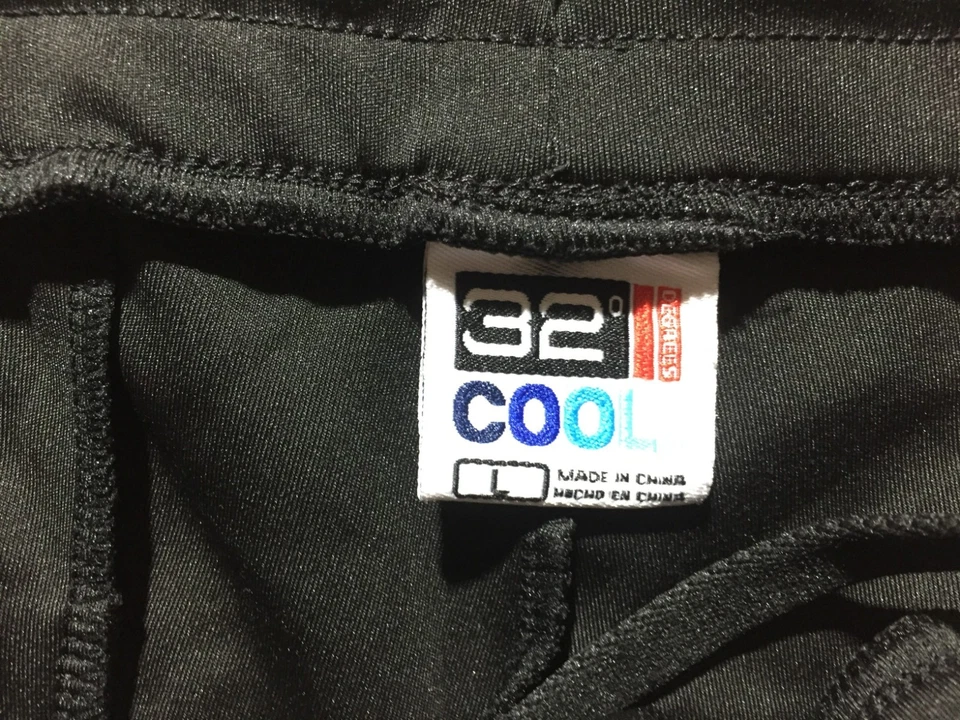 32°
DEGREES
COOL
L
MADE IN CHINA
HECHO EN CHINA